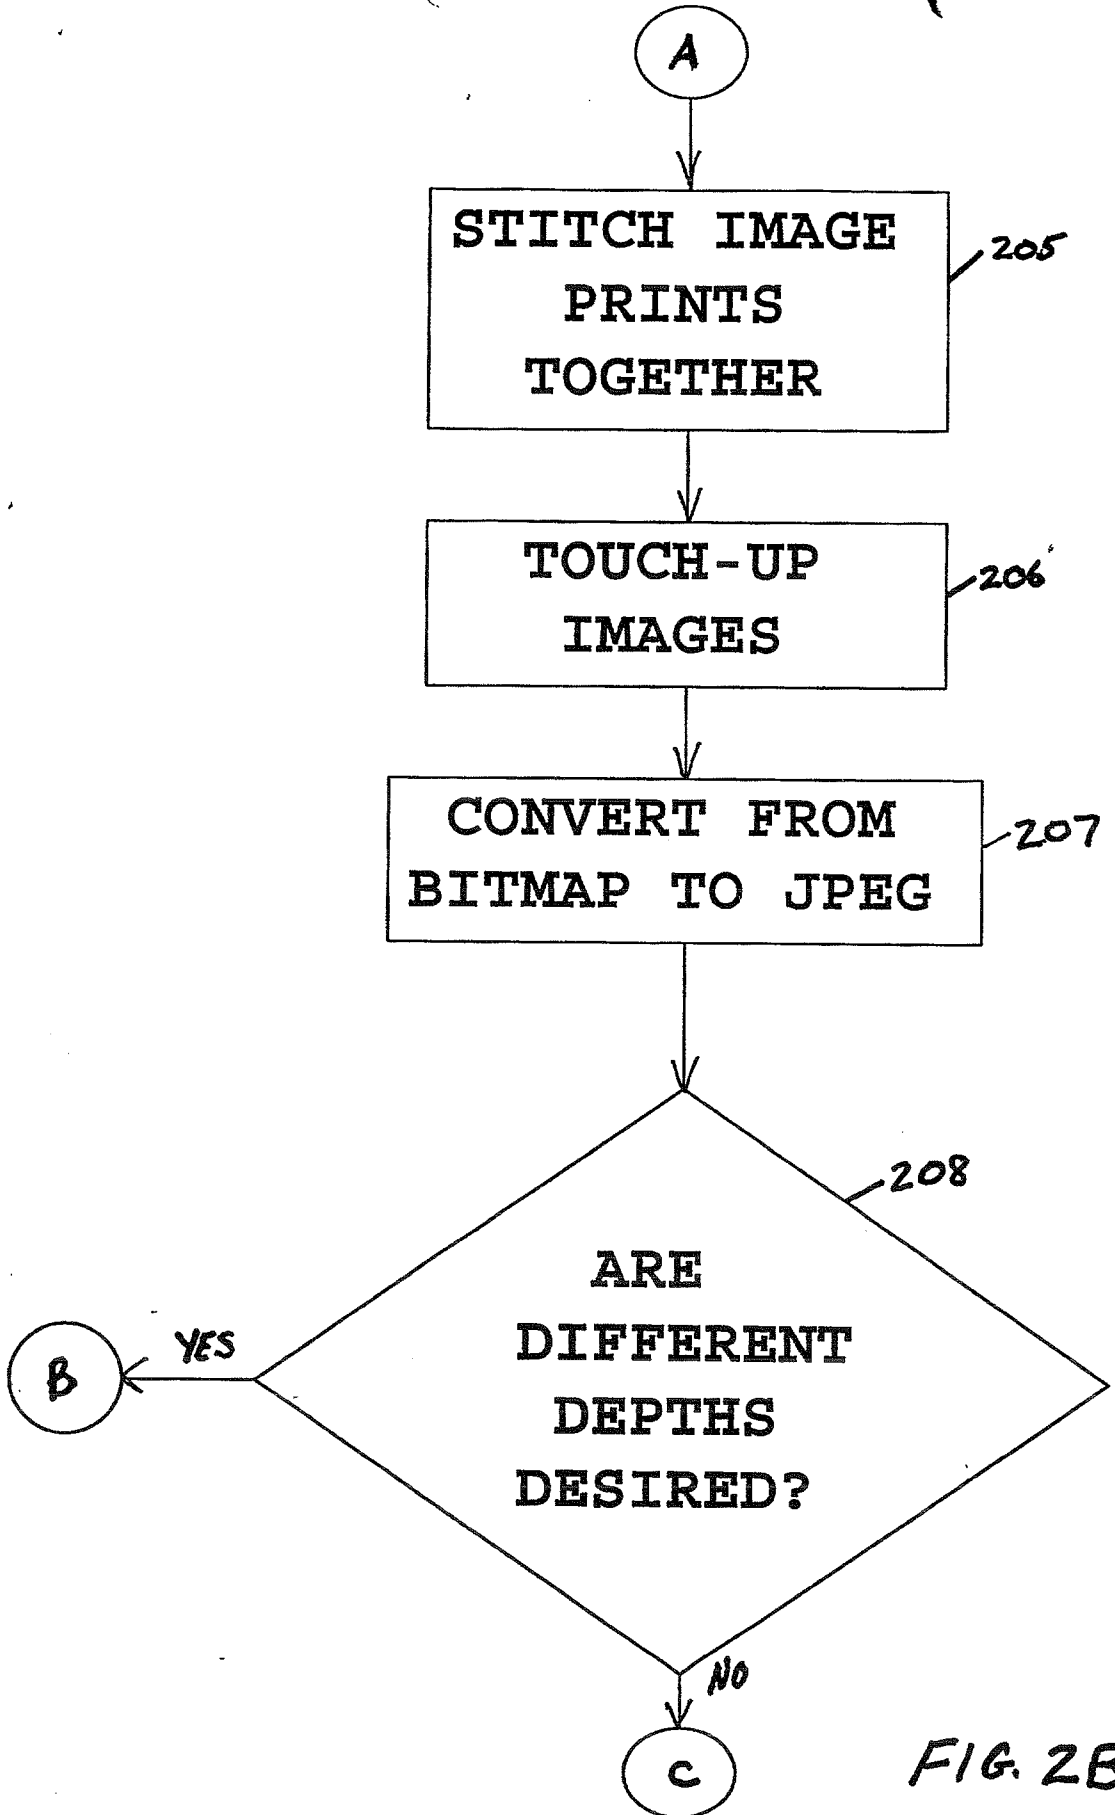 A
STITCH IMAGE
PRINTS
TOGETHER
205
TOUCH-UP
IMAGES
206
CONVERT FROM
BITMAP TO JPEG
207
208
ARE
DIFFERENT
DEPTHS
DESIRED?
YES
B
NO
C
FIG. 2B